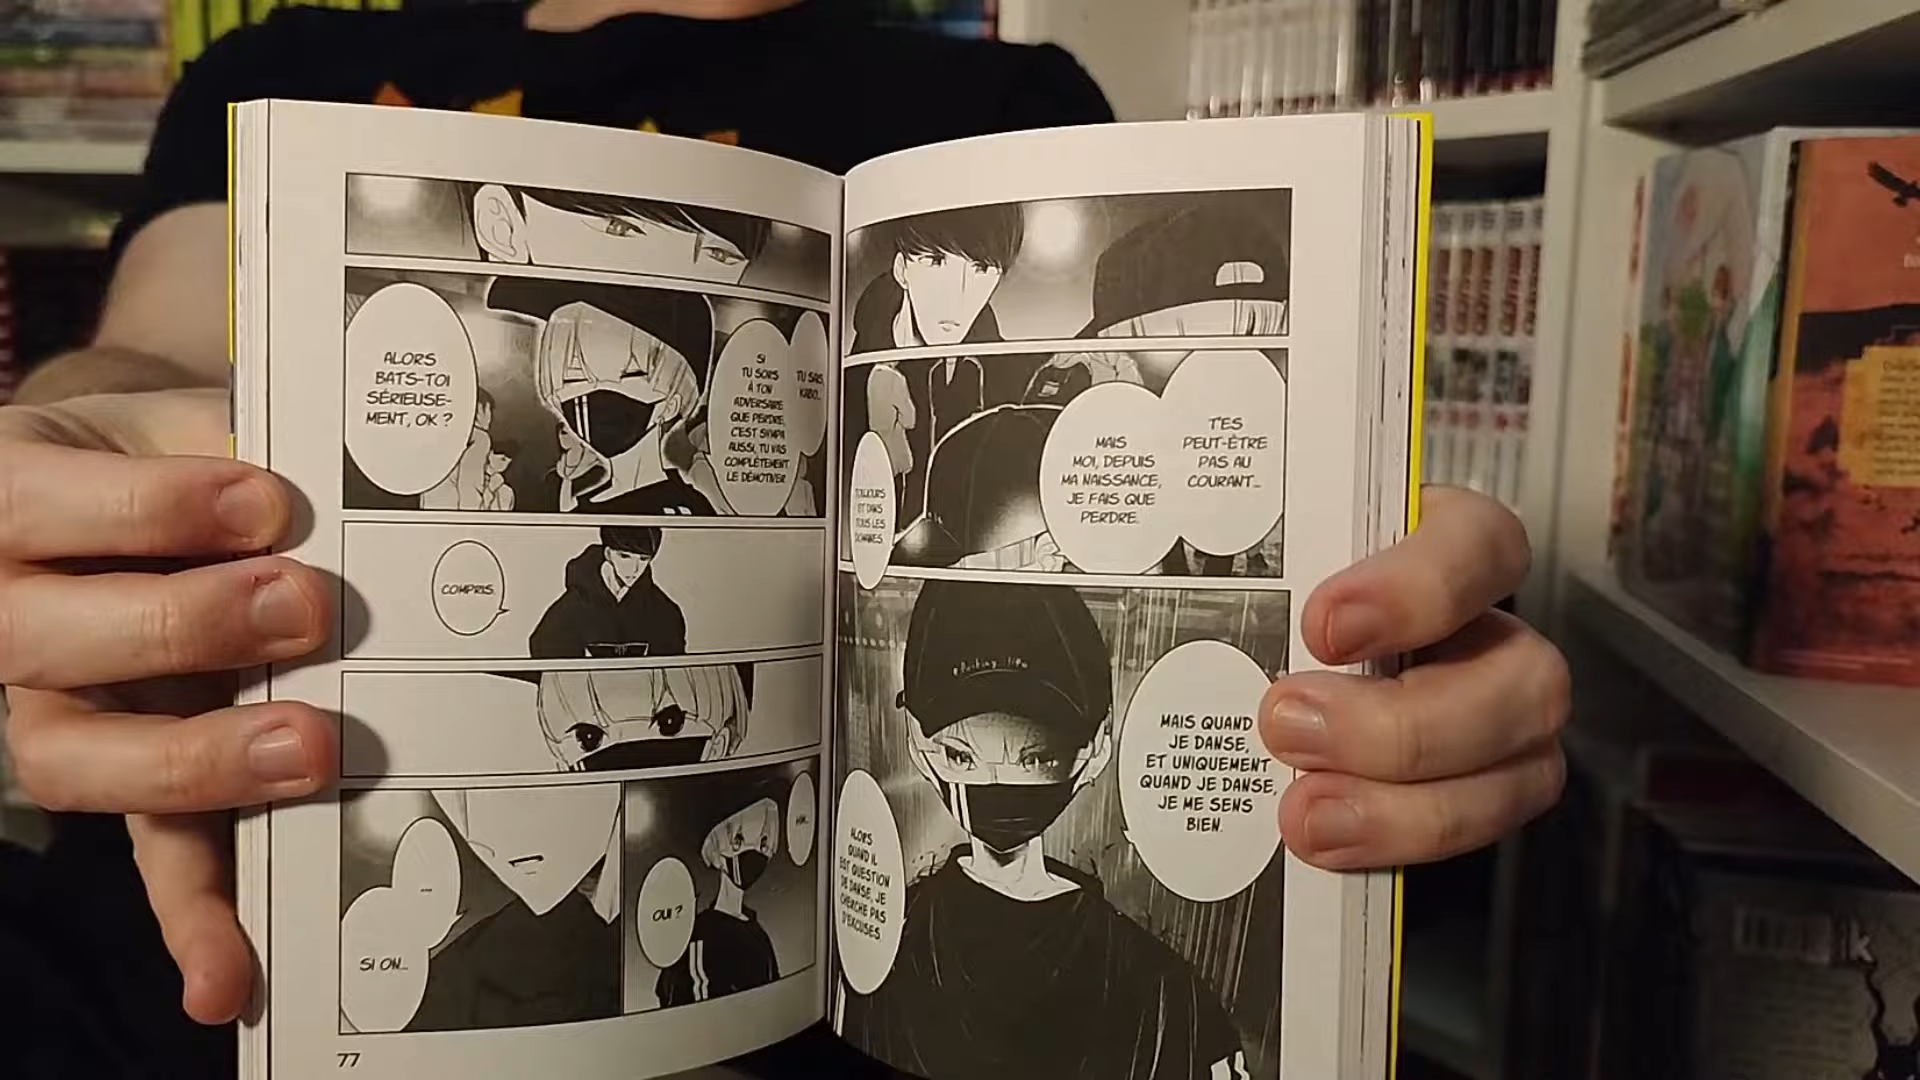 T'ES
PEUT-ÊTRE
PAS AU
COURANT...
MAIS
MOI, DEPUIS
MA NAISSANCE,
JE FAIS QUE
PERDRE.
TOUJOURS
ET DANS
TOUS LES
DOMAINES.
MAIS QUAND
JE DANSE,
ET UNIQUEMENT
QUAND JE DANSE,
JE ME SENS
BIEN.
ALORS
QUAND IL
EST QUESTION
DE DANSE, JE
CHERCHE PAS
D'EXCUSES.
TU SAIS,
KABO...
SI
TU SORS
À TON
ADVERSAIRE
QUE PERDRE,
C'EST SYMPA
AUSSI, TU VAS
COMPLÈTEMENT
LE DÉMOTIVER
ALORS
BATS-TOI
SÉRIEUSE-
MENT, OK ?
COMPRIS.
OUI ?
...
SI ON...
77